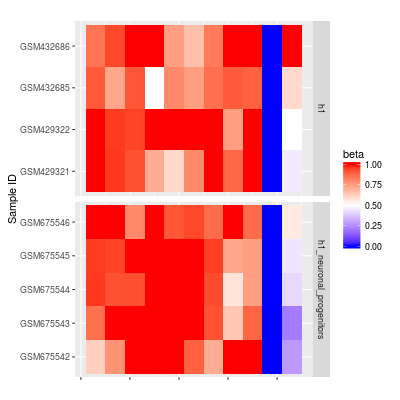 Sample ID
GSM432686
GSM432685
GSM429322
GSM429321
h1
GSM675546
GSM675545
GSM675544
GSM675543
GSM675542
h1_neuronal_progenitors
beta
1.00
0.75
0.50
0.25
0.00